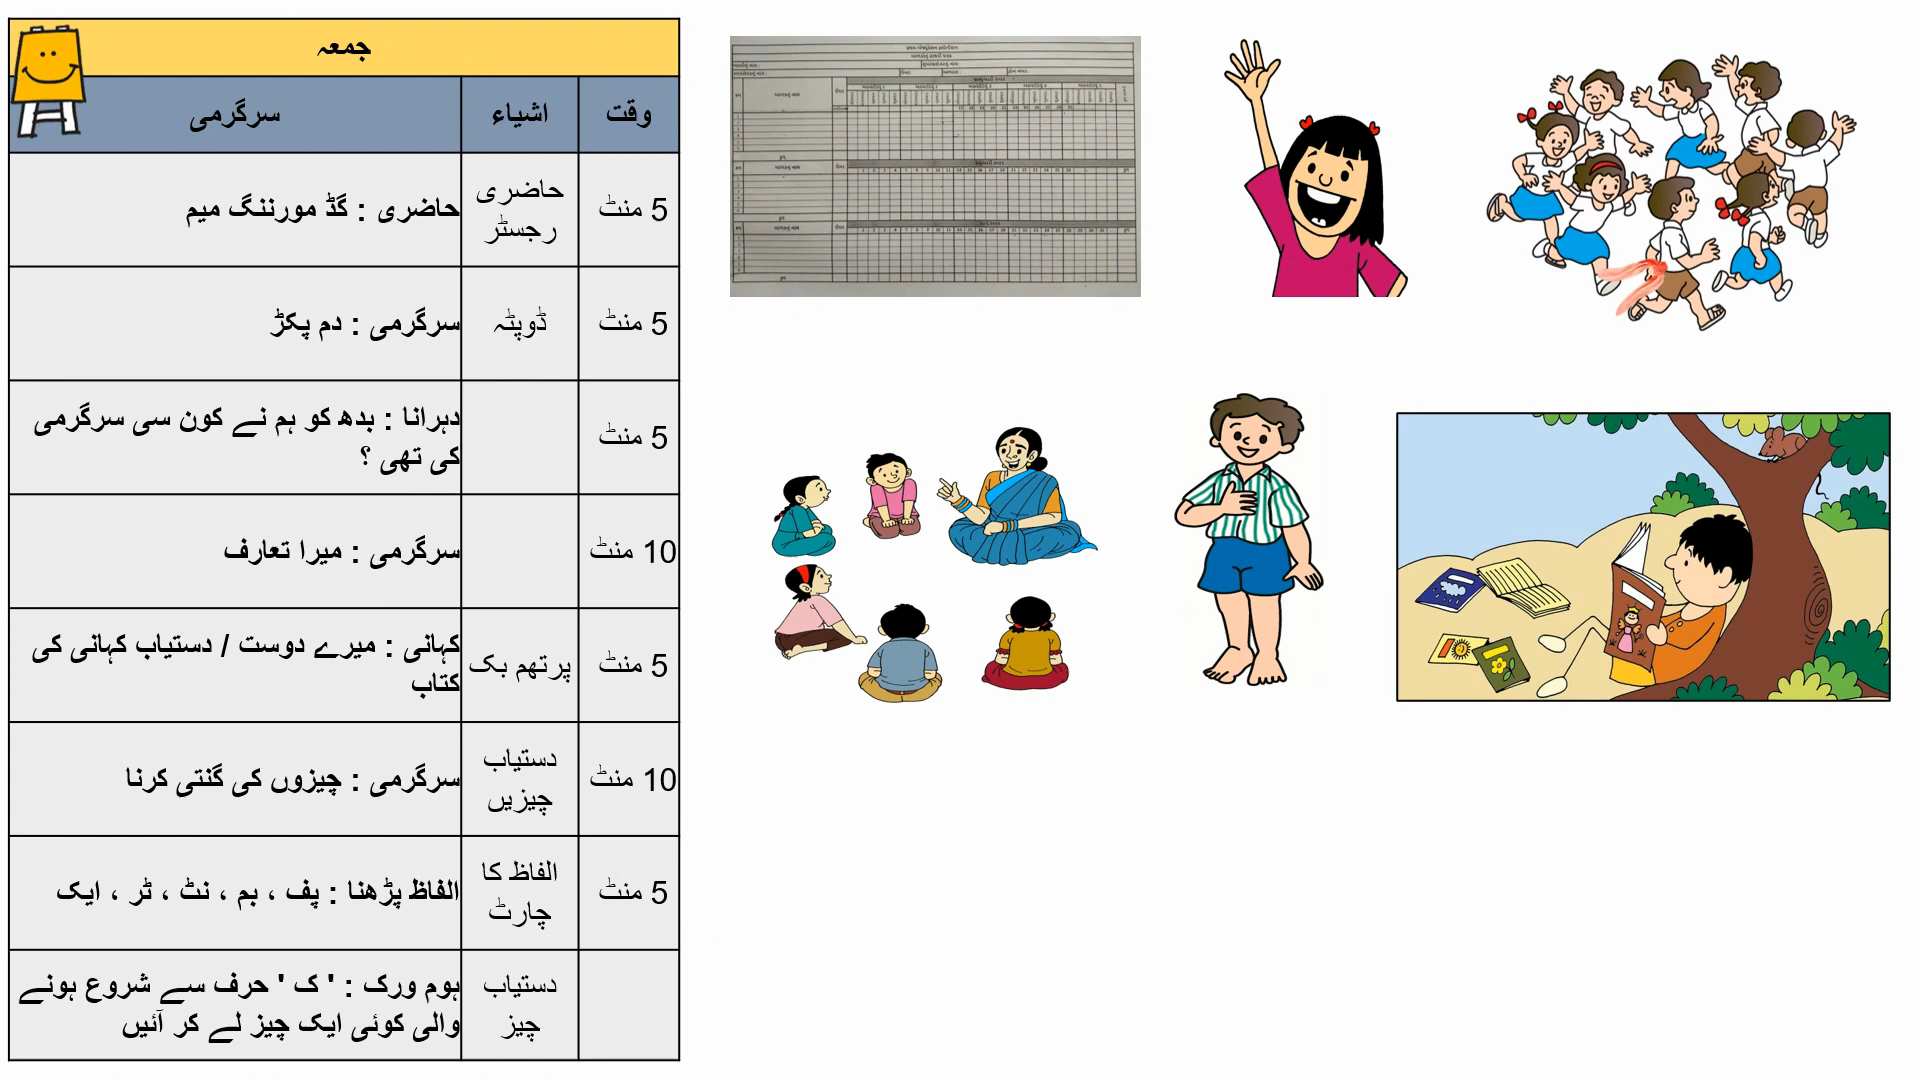 جمعہ
وقت
اشیاء
سرگرمی
5 منٹ
حاضری
رجسٹر
حاضری : گڈ مورننگ میم
5 منٹ
ڈوپٹہ
سرگرمی : دم پکڑ
5 منٹ
دہرانا : بدھ کو ہم نے کون سی سرگرمی
کی تھی ؟
10 منٹ
سرگرمی : میرا تعارف
5 منٹ
پرتھم بک
کہانی : میرے دوست / دستیاب کہانی کی
کتاب
10 منٹ
دستیاب
چیزیں
سرگرمی : چیزوں کی گنتی کرنا
5 منٹ
الفاظ کا
چارٹ
الفاظ پڑھنا : پف ، بم ، نٹ ، ٹر ، ایک
دستیاب
چیز
ہوم ورک : ' ک ' حرف سے شروع ہونے
والی کوئی ایک چیز لے کر آئیں